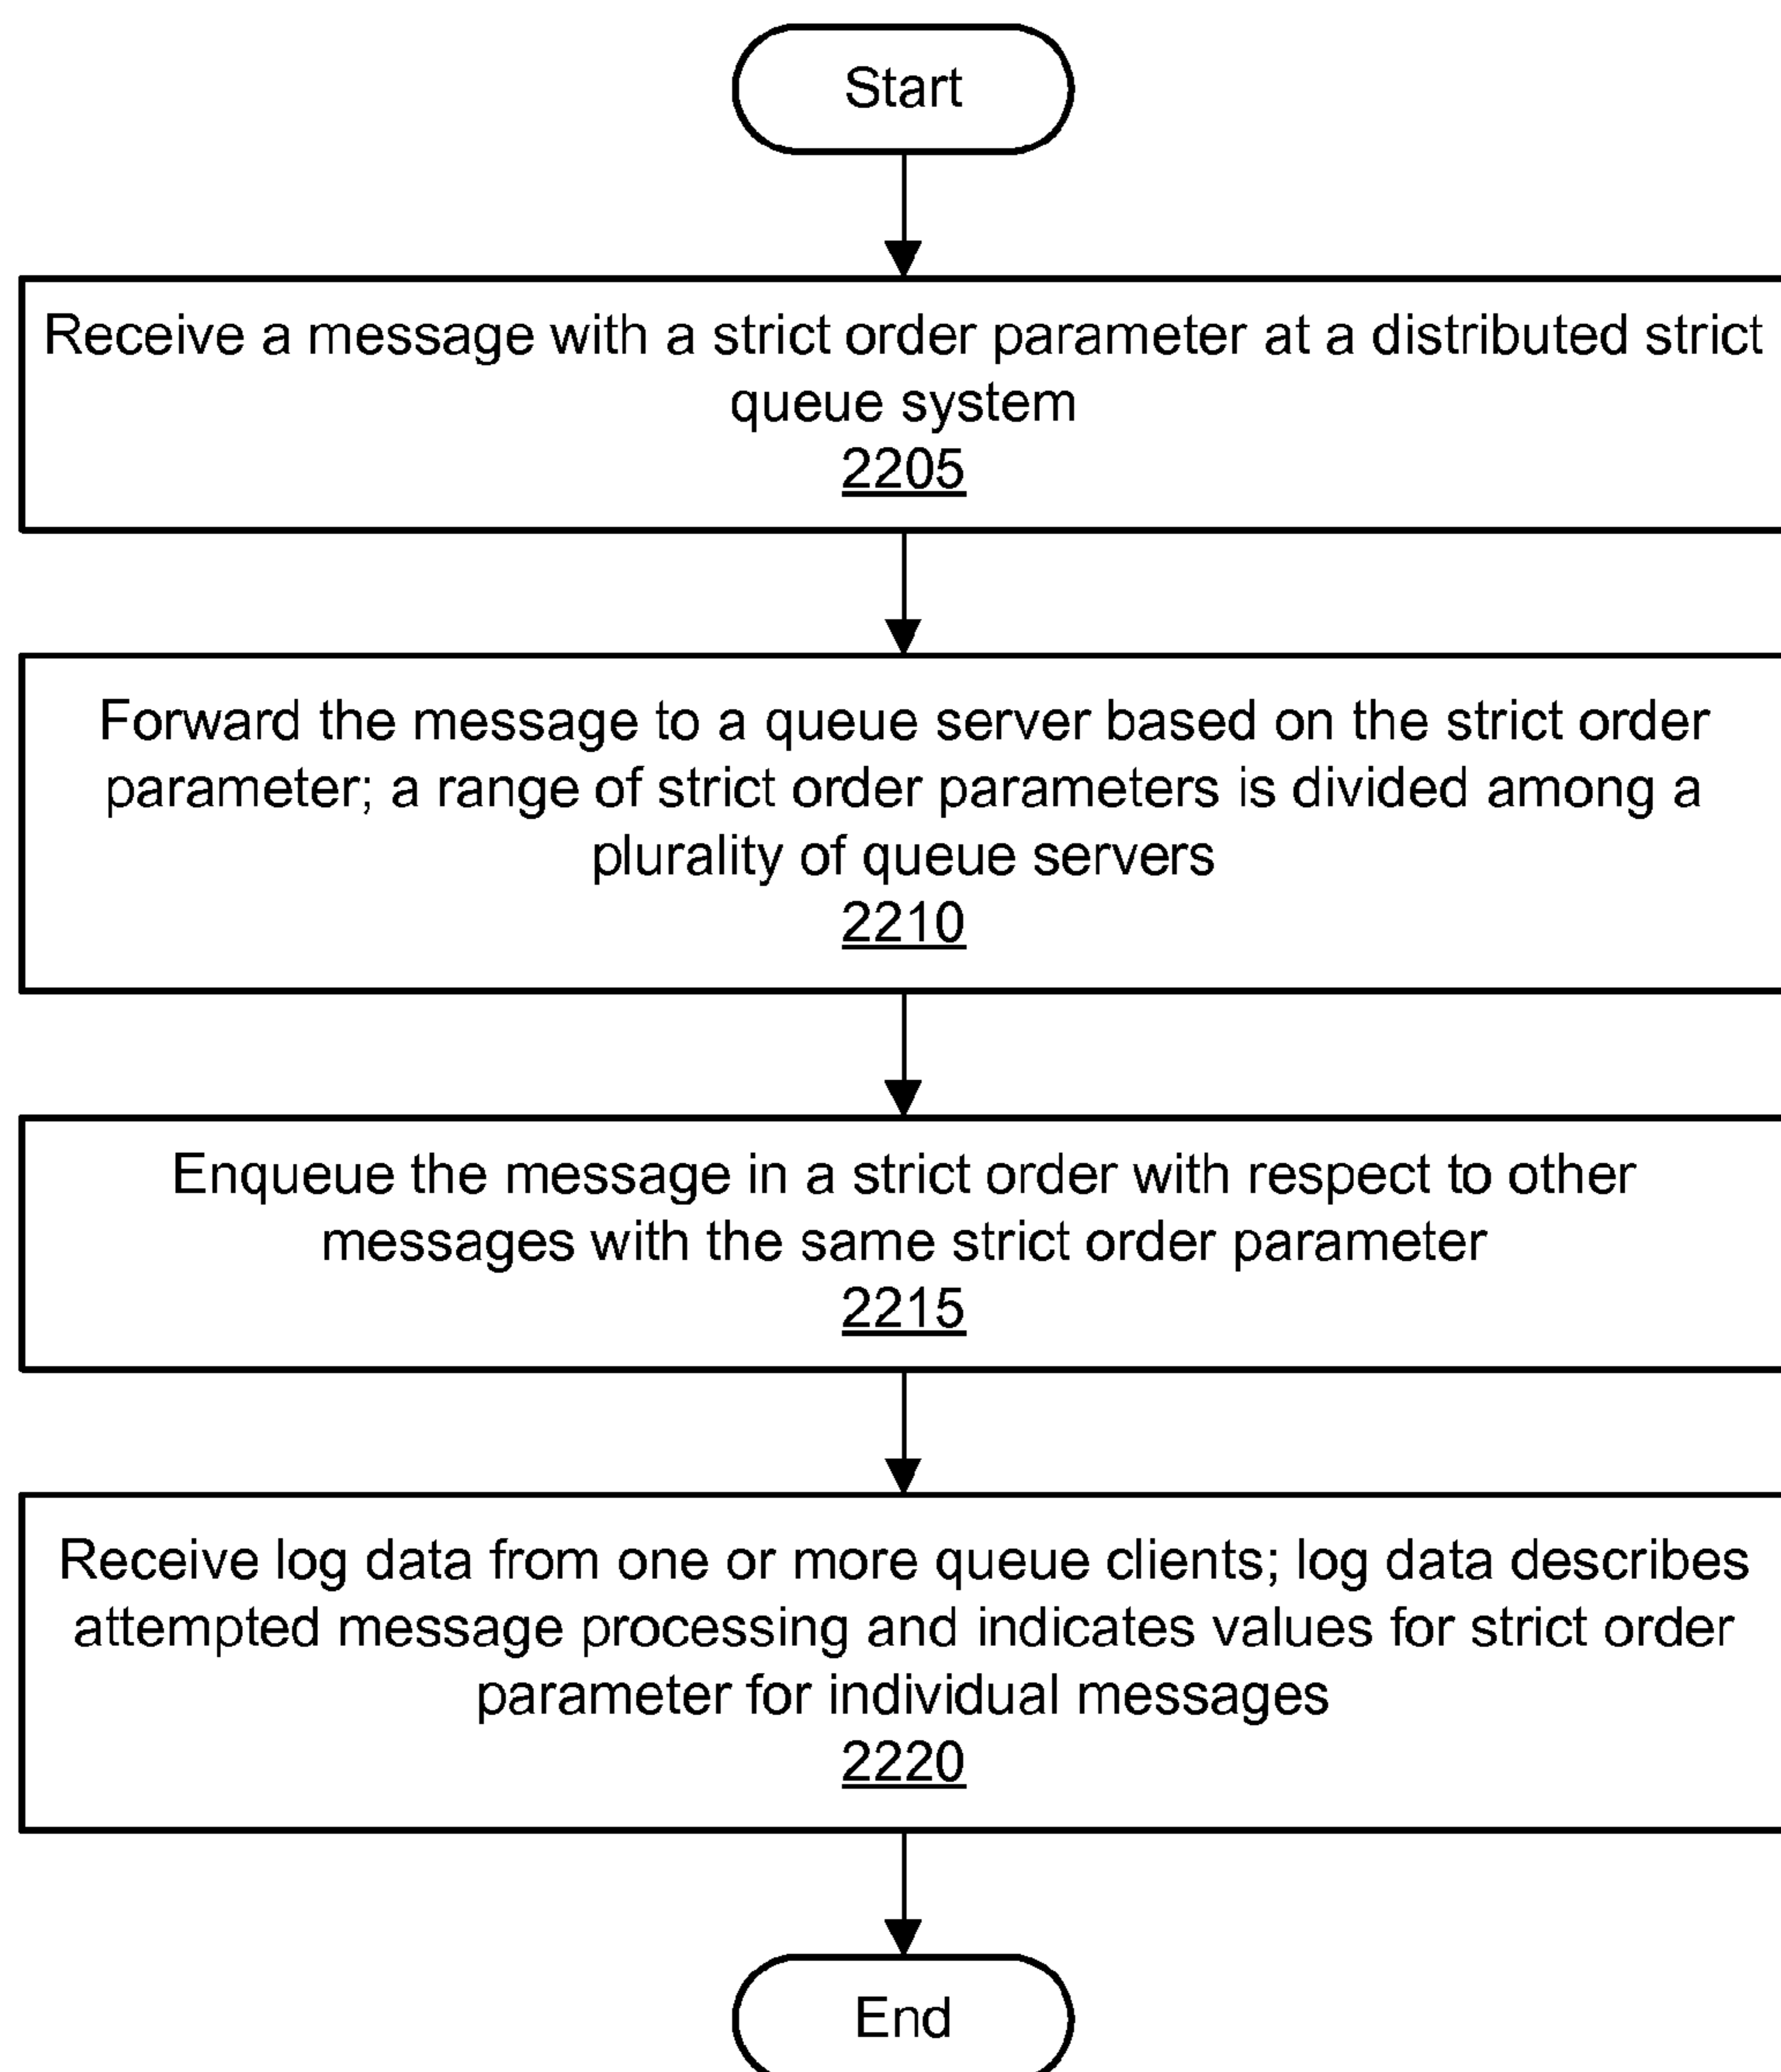 Start
Receive a message with a strict order parameter at a distributed strict
queue system
2205
Forward the message to a queue server based on the strict order
parameter; a range of strict order parameters is divided among a
plurality of queue servers
2210
Enqueue the message in a strict order with respect to other
messages with the same strict order parameter
2215
Receive log data from one or more queue clients; log data describes
attempted message processing and indicates values for strict order
parameter for individual messages
2220
End